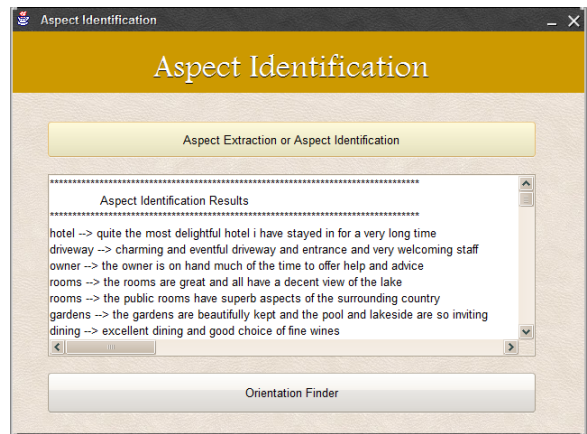 Aspect Identification
Aspect Identification
Aspect Extraction or Aspect Identification
************************************************************************************
Aspect Identification Results
************************************************************************************
hotel --> quite the most delightful hotel i have stayed in for a very long time
driveway --> charming and eventful driveway and entrance and very welcoming staff
owner --> the owner is on hand much of the time to offer help and advice
rooms --> the rooms are great and all have a decent view of the lake
rooms --> the public rooms have superb aspects of the surrounding country
gardens --> the gardens are beautifully kept and the pool and lakeside are so inviting
dining --> excellent dining and good choice of fine wines
Orientation Finder